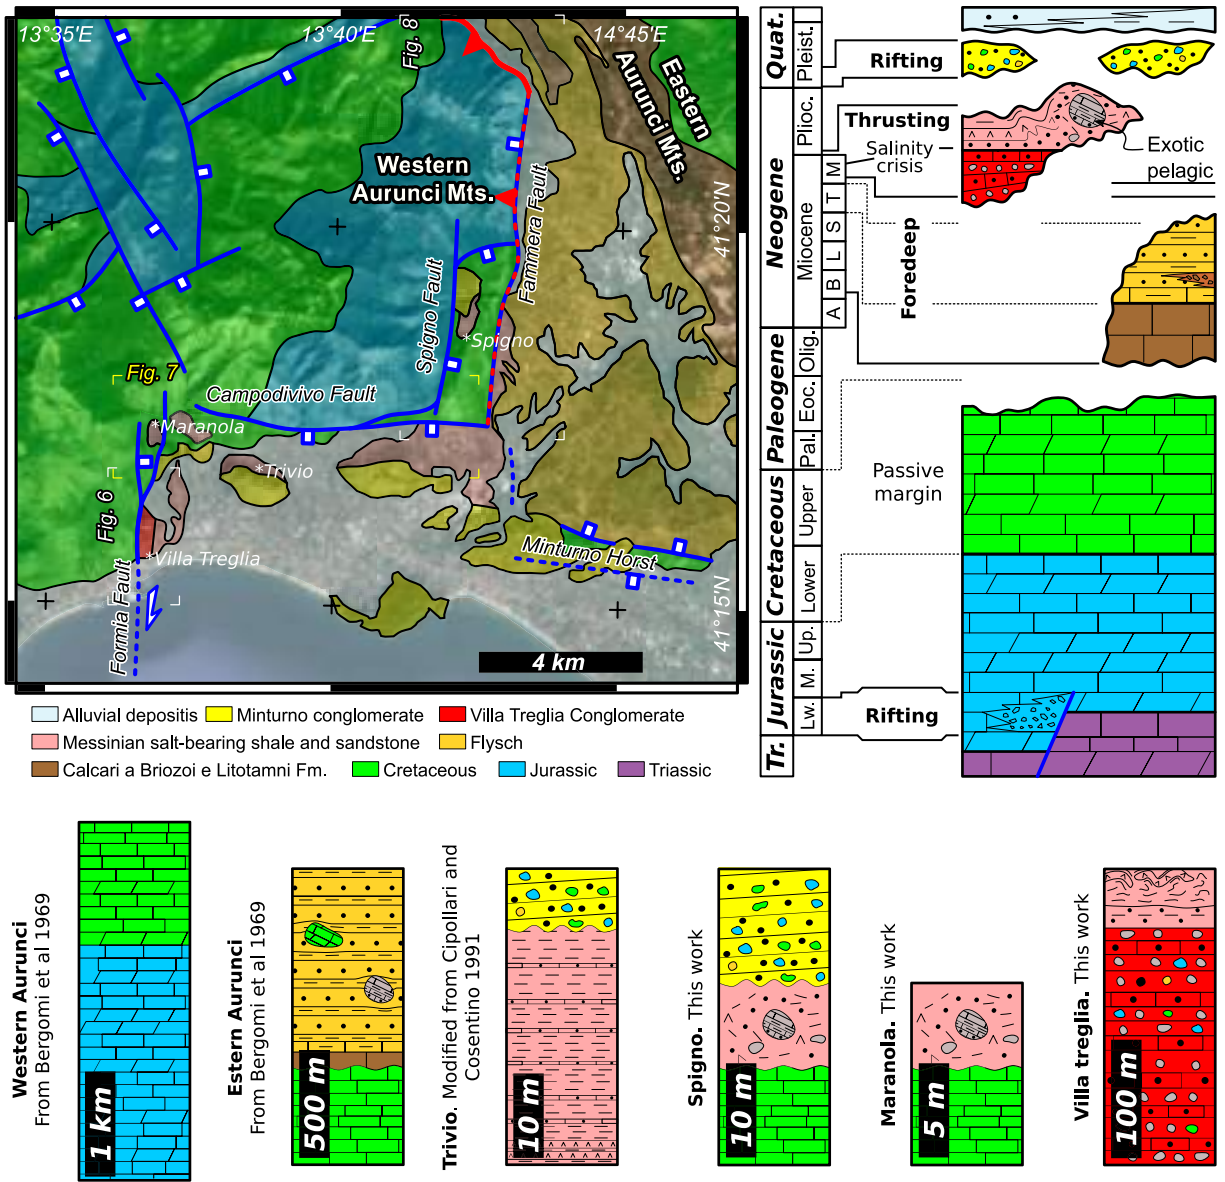 13°35'E
13°40'E
14°45'E
Fig. 8
Eastern
Aurunci Mts.
Western
Aurunci Mts.
41°20'N
Fammera Fault
Spigno Fault
*Spigno
Fig. 7
Campodivivo Fault
*Maranola
*Trivio
Fig. 6
*Villa Treglia
Minturno Horst
Formia Fault
41°15'N
4 km
Alluvial depositis
Minturno conglomerate
Villa Treglia Conglomerate
Messinian salt-bearing shale and sandstone
Flysch
Calcari a Briozoi e Litotamni Fm.
Cretaceous
Jurassic
Triassic
Quat.
Pleist.
Rifting
Neogene
Plioc.
Thrusting
Salinity
crisis
Exotic
pelagic
Miocene
M
T
S
L
B
A
Foredeep
Paleogene
Olig.
Eoc.
Pal.
Passive
margin
Cretaceous
Upper
Lower
Jurassic
Up.
M.
Lw.
Rifting
Tr.
Western Aurunci
From Bergomi et al 1969
1 km
Estern Aurunci
From Bergomi et al 1969
500 m
Trivio. Modified from Cipollari and
Cosentino 1991
10 m
Spigno. This work
10 m
Maranola. This work
5 m
Villa treglia. This work
100 m